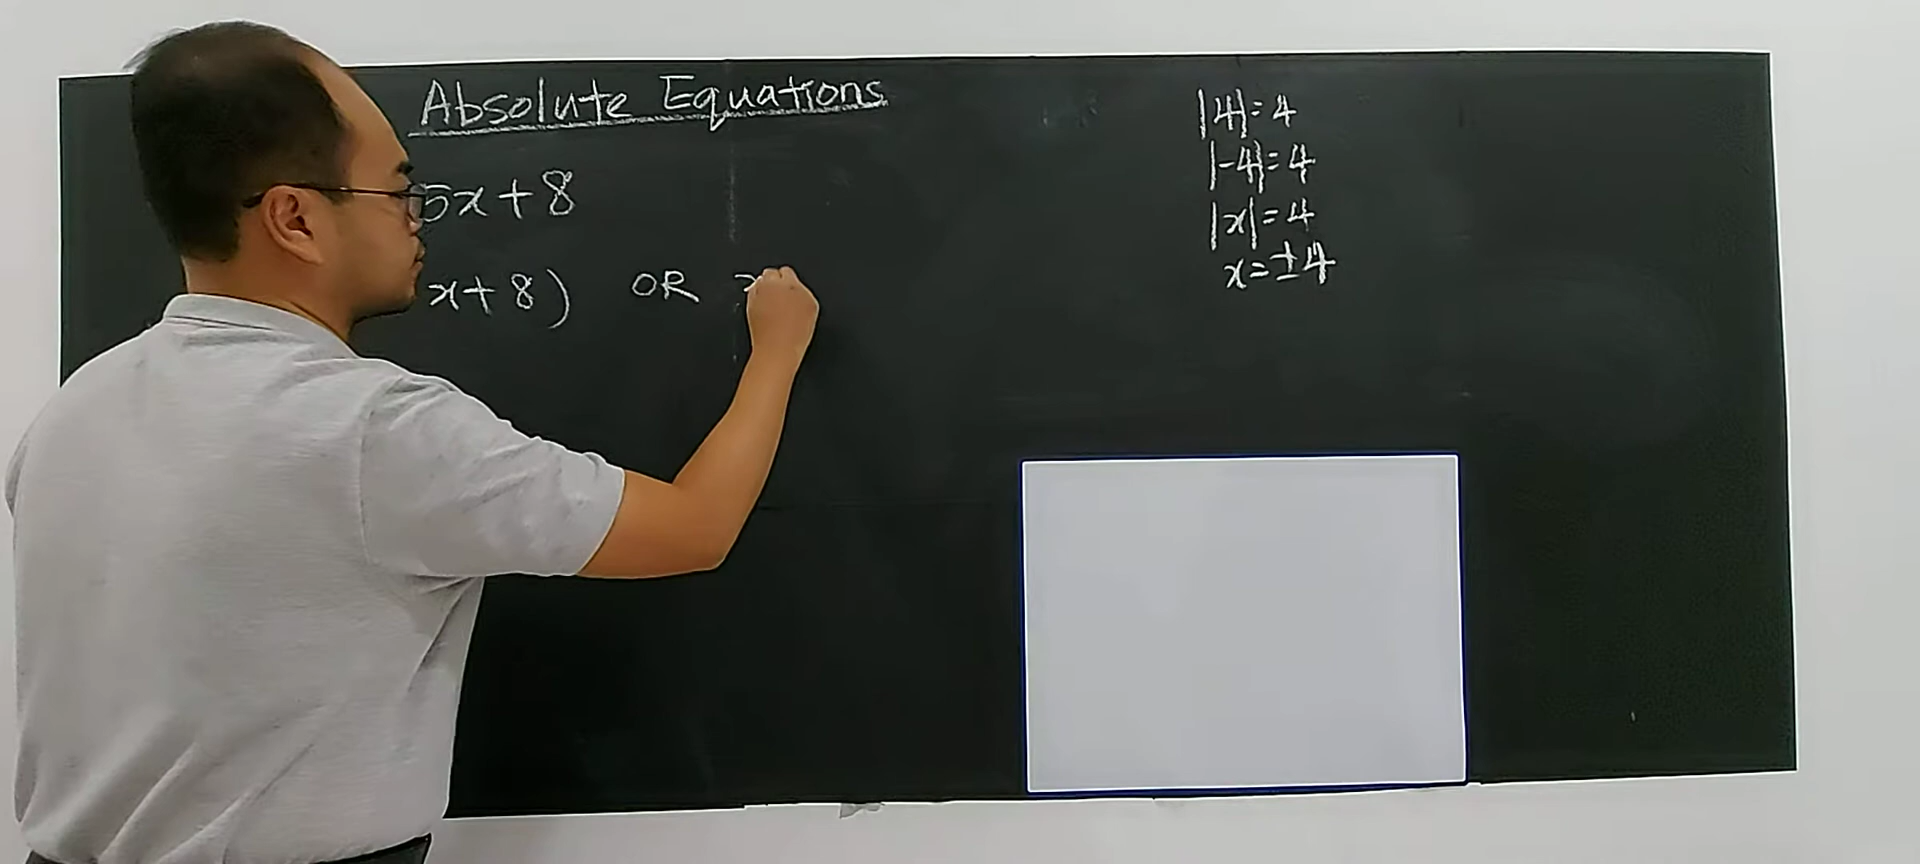 Absolute Equations
5x+8
x+8) OR x
|4|=4
|-4|=4
|x|=4
x=±4